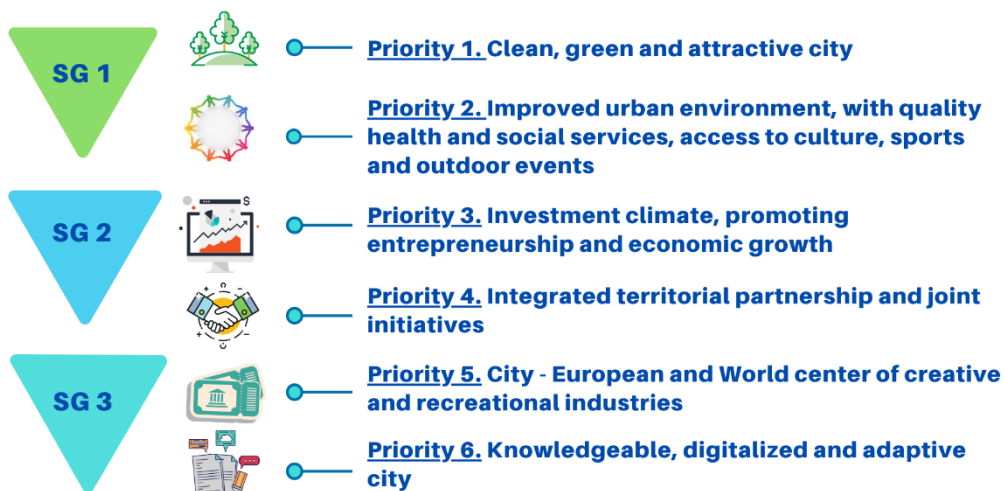 SG 1
Priority 1. Clean, green and attractive city
Priority 2. Improved urban environment, with quality
health and social services, access to culture, sports
and outdoor events
SG 2
$
Priority 3. Investment climate, promoting
entrepreneurship and economic growth
Priority 4. Integrated territorial partnership and joint
initiatives
SG 3
Priority 5. City - European and World center of creative
and recreational industries
Priority 6. Knowledgeable, digitalized and adaptive
city